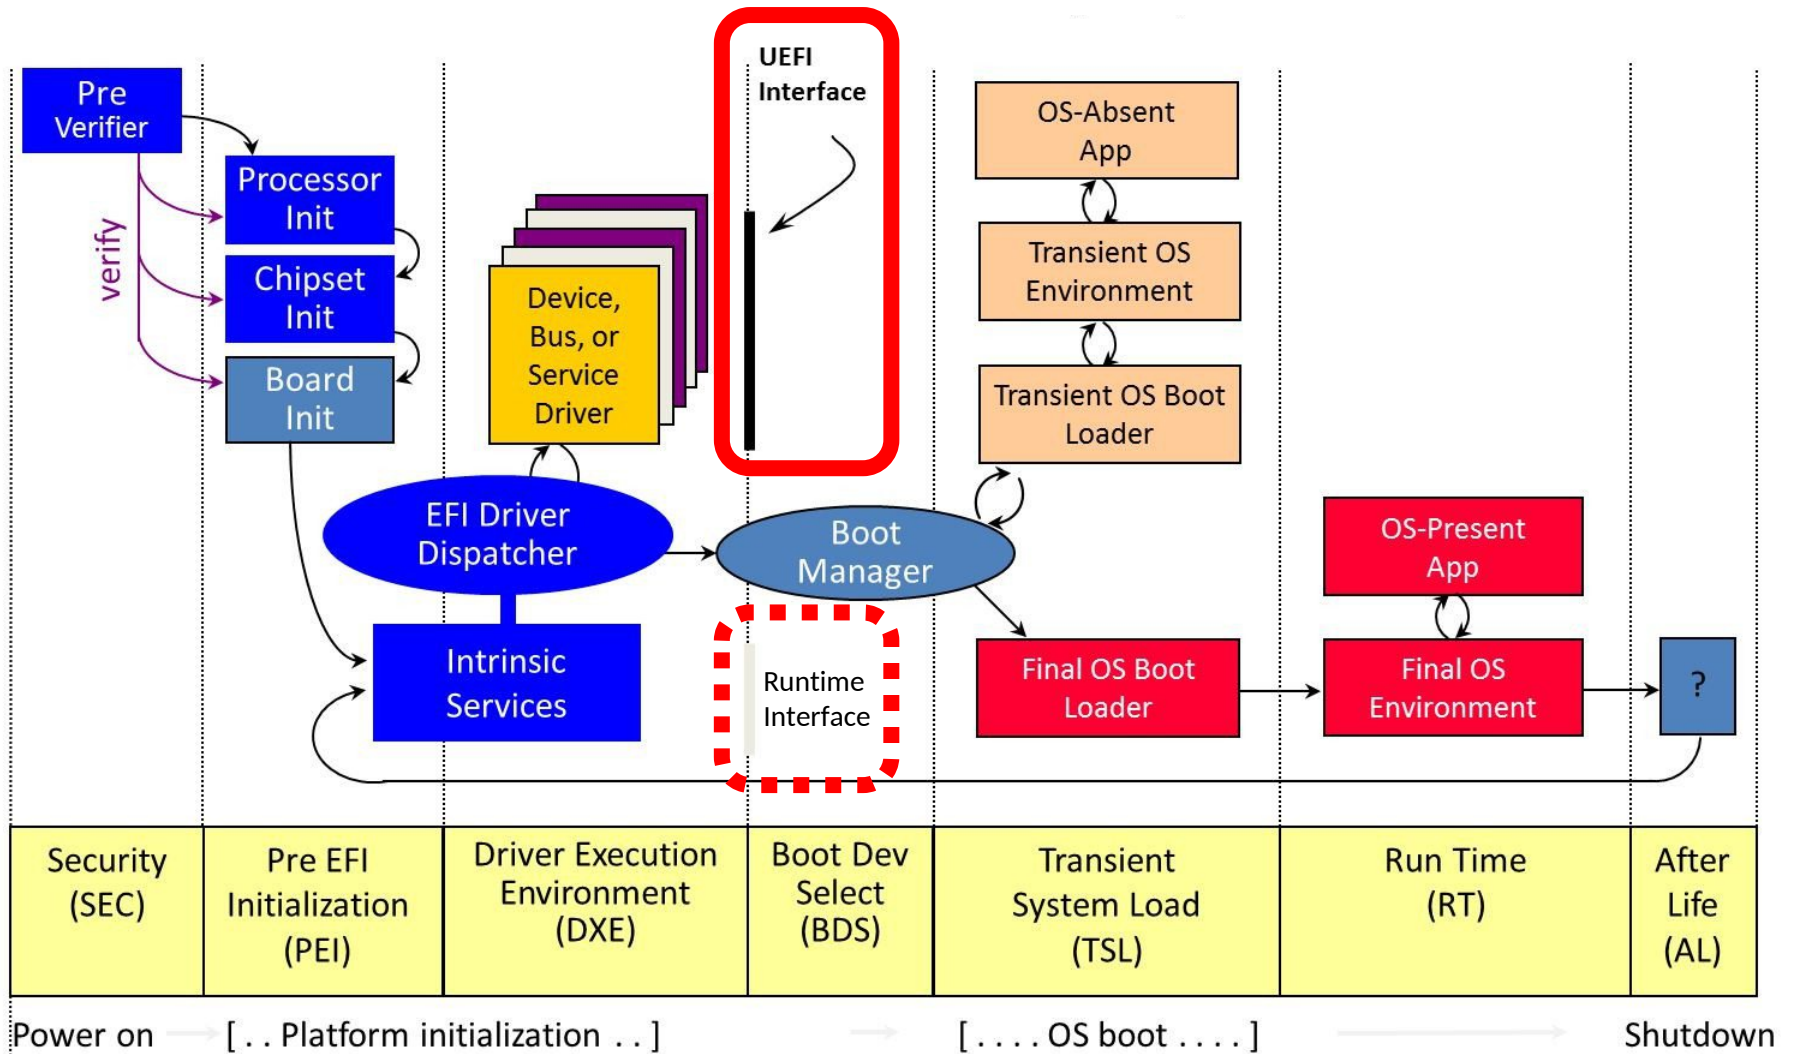 UEFI
Interface
Pre
Verifier
verify
Processor
Init
Chipset
Init
Board
Init
Device,
Bus, or
Service
Driver
EFI Driver
Dispatcher
Intrinsic
Services
Boot
Manager
Runtime
Interface
OS-Absent
App
Transient OS
Environment
Transient OS Boot
Loader
Final OS Boot
Loader
OS-Present
App
Final OS
Environment
?
Security
(SEC)
Pre EFI
Initialization
(PEI)
Driver Execution
Environment
(DXE)
Boot Dev
Select
(BDS)
Transient
System Load
(TSL)
Run Time
(RT)
After
Life
(AL)
Power on
[ . . Platform initialization . . ]
[ . . . . OS boot . . . . ]
Shutdown